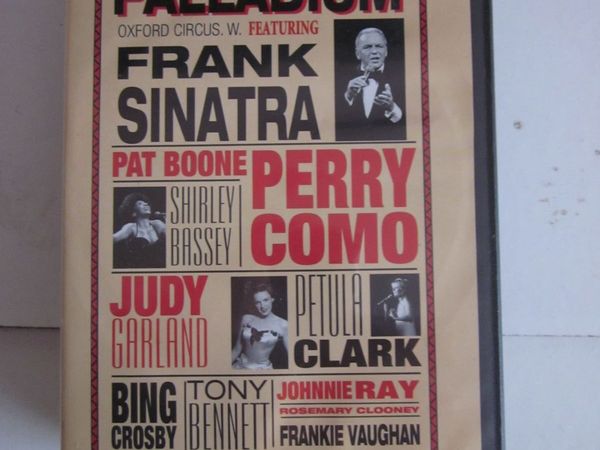 PALLADIUM
OXFORD CIRCUS. W. FEATURING
FRANK
SINATRA
PAT BOONE
PERRY
COMO
SHIRLEY
BASSEY
JUDY
GARLAND
PETULA
CLARK
BING
CROSBY
TONY
BENNETT
JOHNNIE RAY
ROSEMARY CLOONEY
FRANKIE VAUGHAN